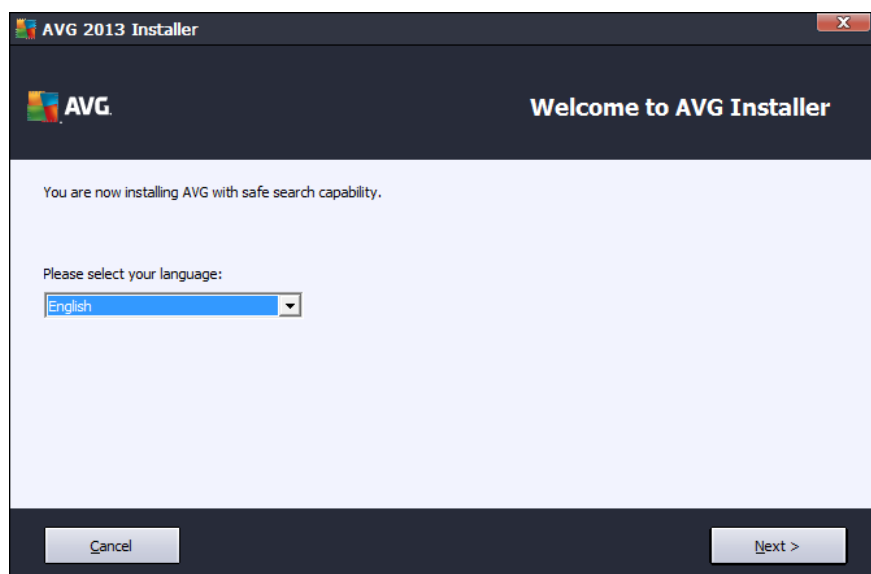 AVG 2013 Installer
X
AVG.
Welcome to AVG Installer
You are now installing AVG with safe search capability.
Please select your language:
English
Cancel
Next >